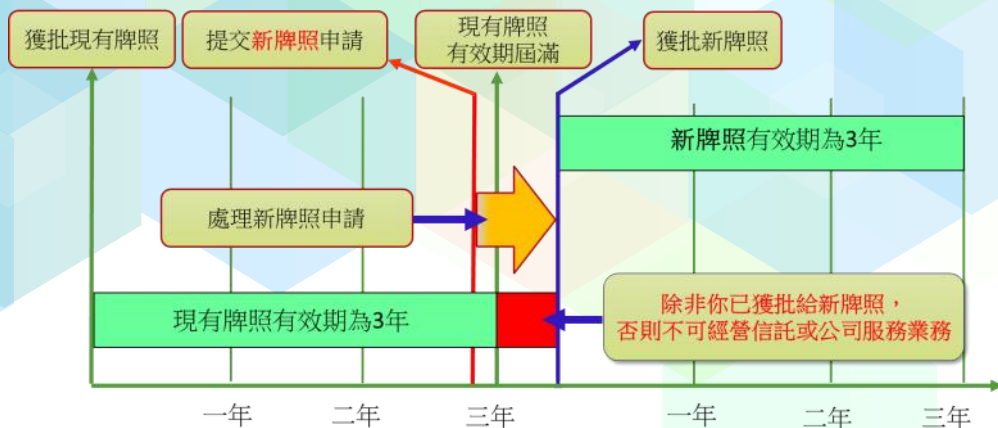 獲批現有牌照
提交新牌照申請
現有牌照
有效期屆滿
獲批新牌照
新牌照有效期為3年
處理新牌照申請
現有牌照有效期為3年
除非你已獲批給新牌照，
否則不可經營信託或公司服務業務
一年
二年
三年
一年
二年
三年